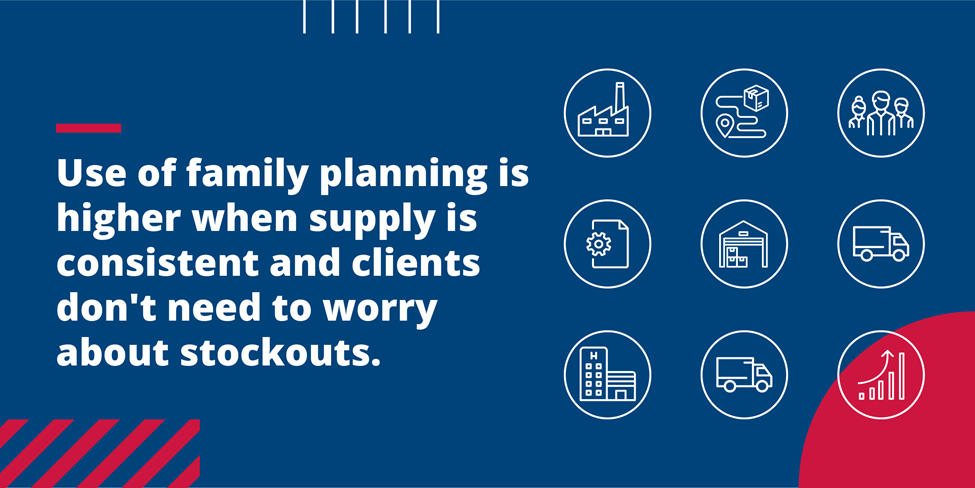 Use of family planning is
higher when supply is
consistent and clients
don't need to worry
about stockouts.
H